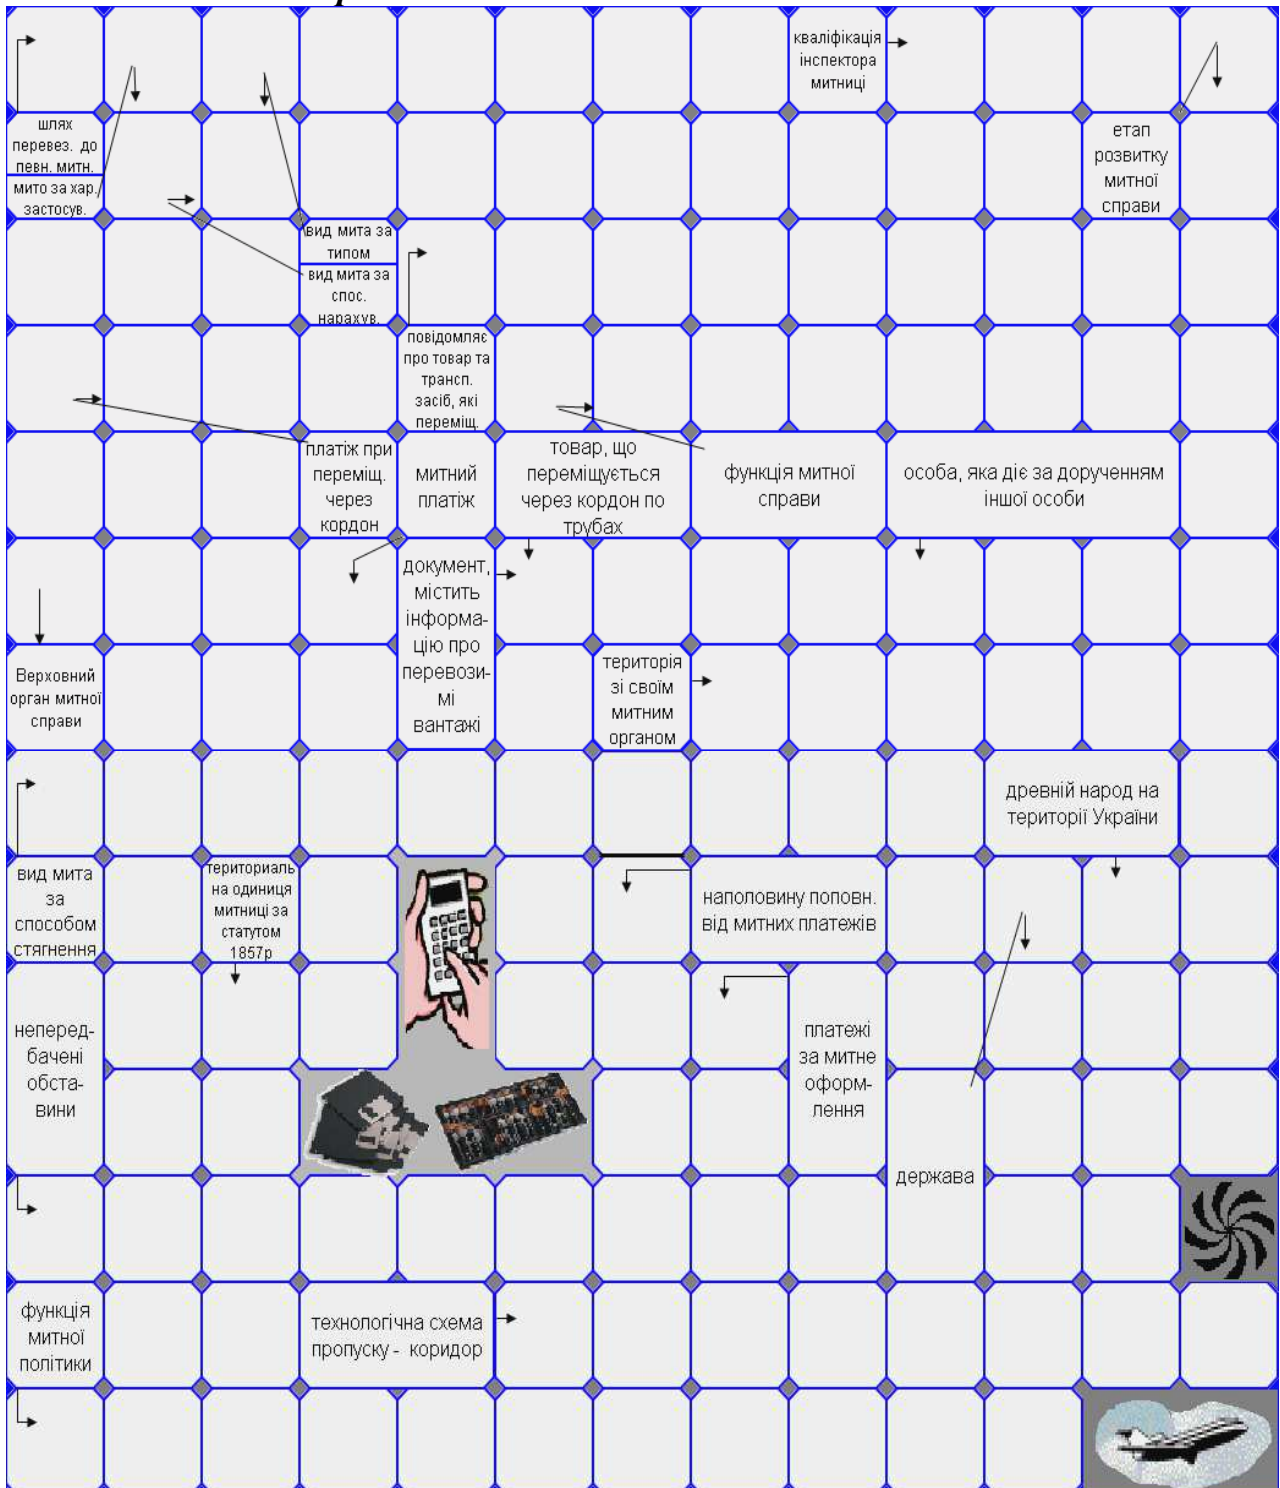 кваліфікація
інспектора
митниці
шлях
перевез. до
певн. митн.
мито за хар.
застосув.
етап
розвитку
митної
справи
вид мита за
типом
вид мита за
спос.
нарахув.
повідомляє
про товар та
трансп.
засіб, які
переміщ.
платіж при
переміщ.
через
кордон
митний
платіж
товар, що
переміщується
через кордон по
трубах
функція митної
справи
особа, яка діє за дорученням
іншої особи
документ,
містить
інформа-
цію про
перевози-
мі
вантажі
Верховний
орган митної
справи
територія
зі своїм
митним
органом
древній народ на
території України
вид мита
за
способом
стягнення
териториаль
на одиниця
митниці за
статутом
1857р
наполовину поповн.
від митних платежів
неперед-
бачені
обста-
вини
платежі
за митне
оформ-
лення
держава
функція
митної
політики
технологічна схема
пропуску - коридор